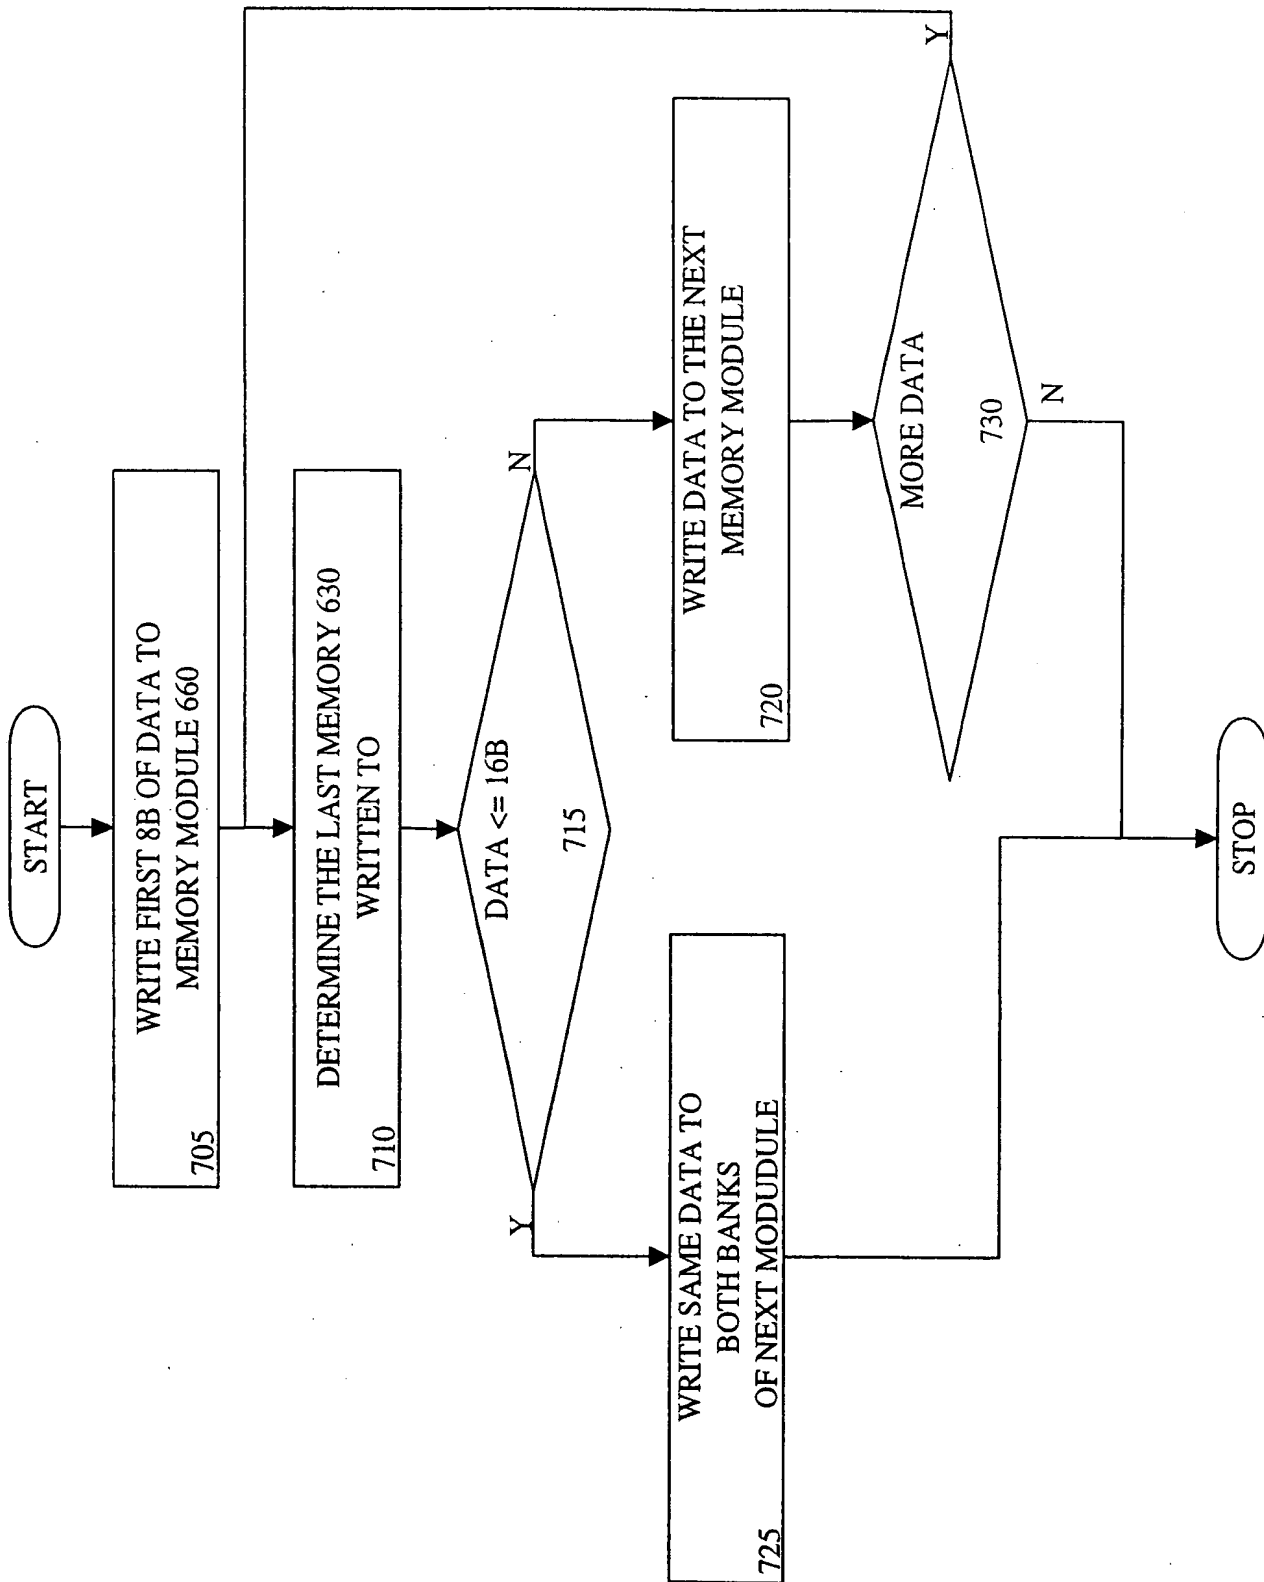 START
WRITE FIRST 8B OF DATA TO
MEMORY MODULE 660
705
DETERMINE THE LAST MEMORY 630
WRITTEN TO
710
DATA <= 16B
715
Y
N
WRITE SAME DATA TO
BOTH BANKS
OF NEXT MODUDULE
725
WRITE DATA TO THE NEXT
MEMORY MODULE
720
MORE DATA
730
Y
N
STOP